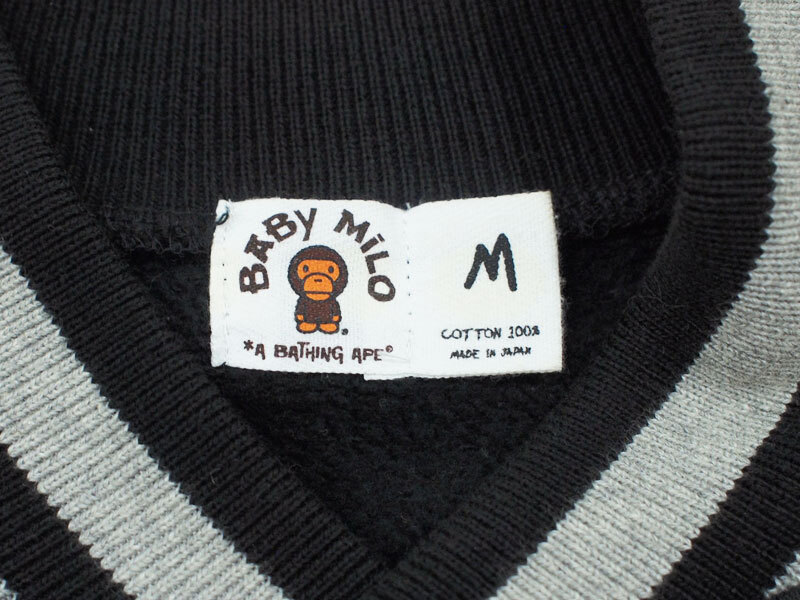 BABY MiLO
*A BATHING APE®
M
COTTON 100%
MADE IN JAPAN